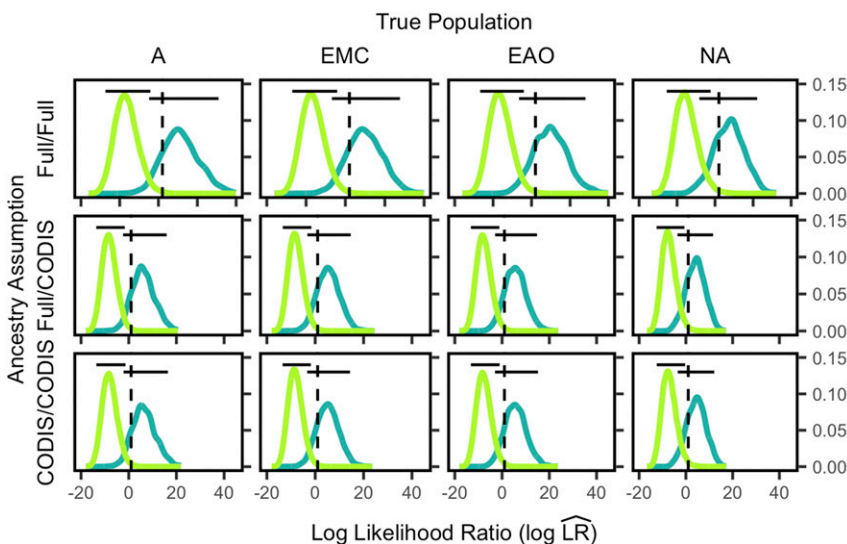 True Population
A EMC EAO NA
Ancestry Assumption
Full/Full
0.15
0.10
0.05
0.00
Full/CODIS
0.15
0.10
0.05
0.00
CODIS/CODIS
0.15
0.10
0.05
0.00
-20 0 20 40 -20 0 20 40 -20 0 20 40 -20 0 20 40
Log Likelihood Ratio (log L̂R̂)